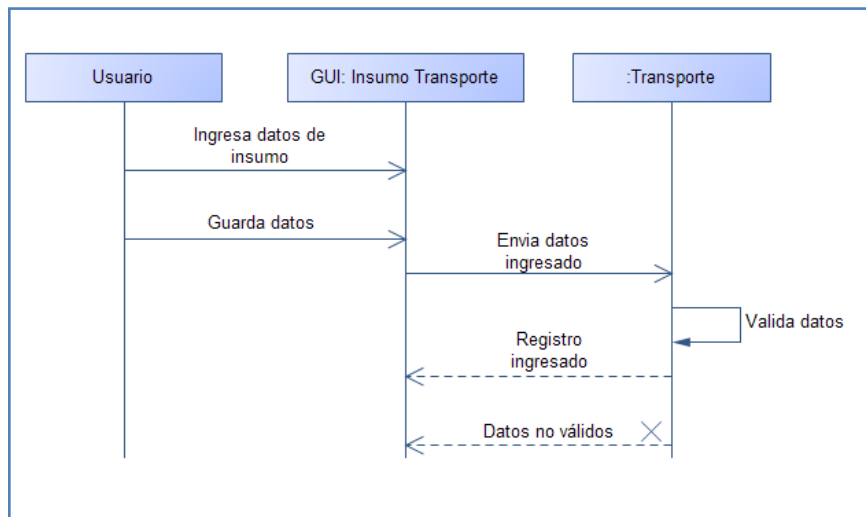 Usuario
GUI: Insumo Transporte
:Transporte
Ingresa datos de
insumo
Guarda datos
Envia datos
ingresado
Valida datos
Registro
ingresado
Datos no válidos